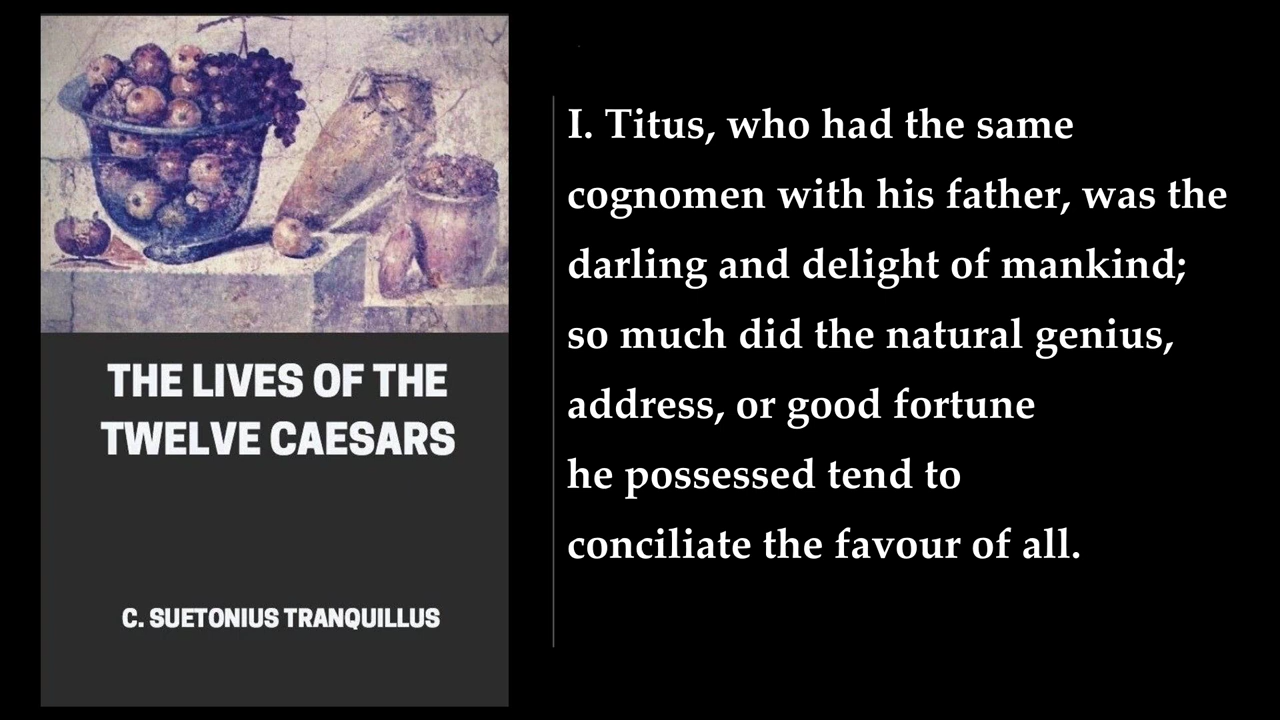 THE LIVES OF THE
TWELVE CAESARS
C. SUETONIUS TRANQUILLUS
I. Titus, who had the same
cognomen with his father, was the
darling and delight of mankind;
so much did the natural genius,
address, or good fortune
he possessed tend to
conciliate the favour of all.